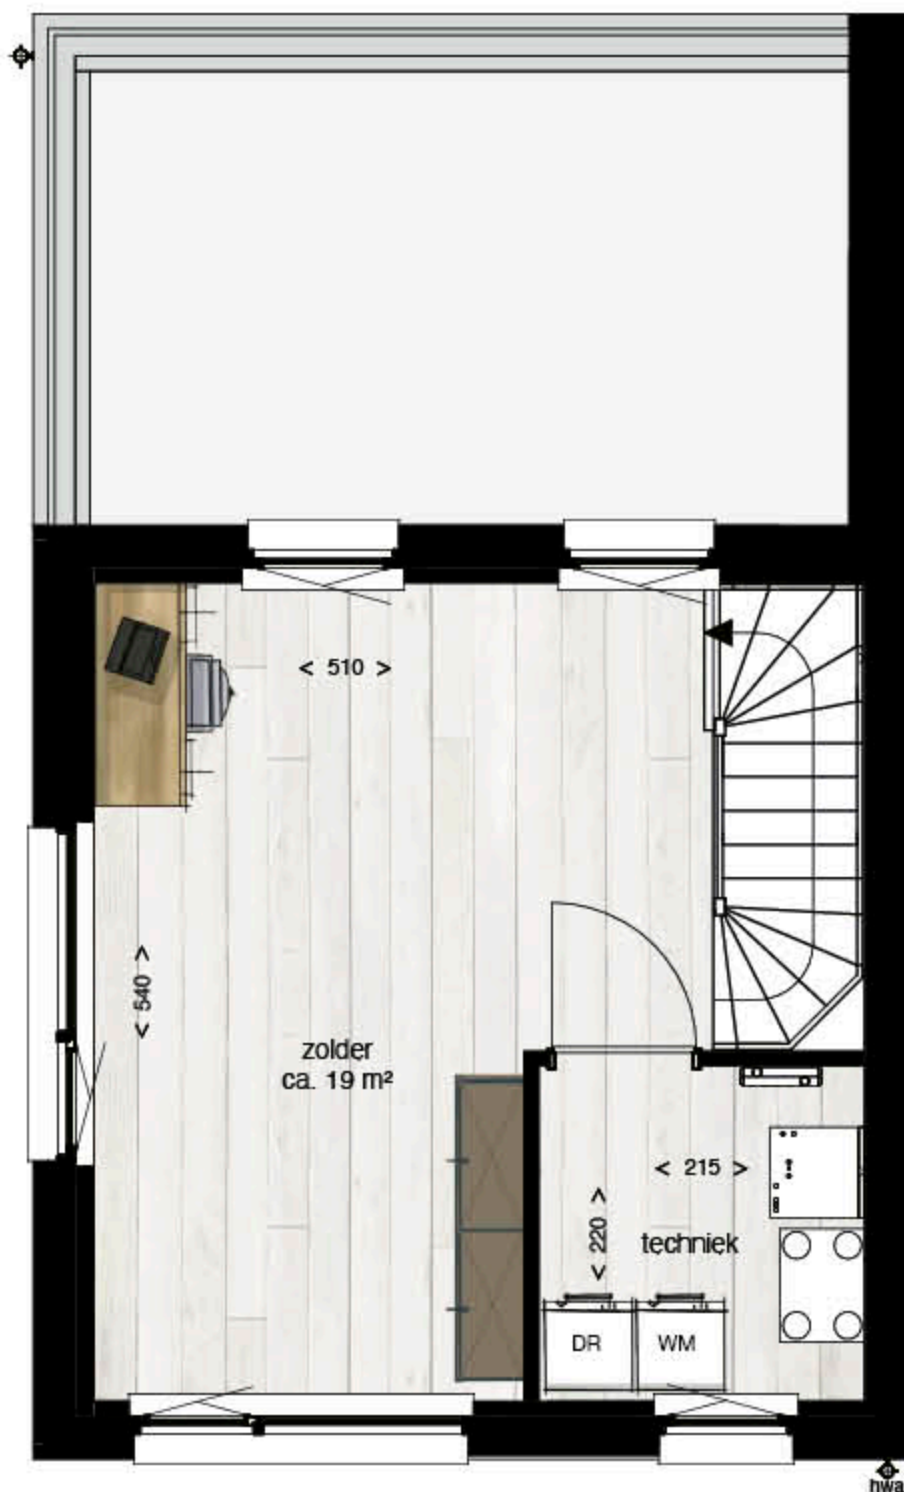 < 510 >
< 540 >
zolder
ca. 19 m²
< 215 >
< 220 >
techniek
DR
WM
hwa